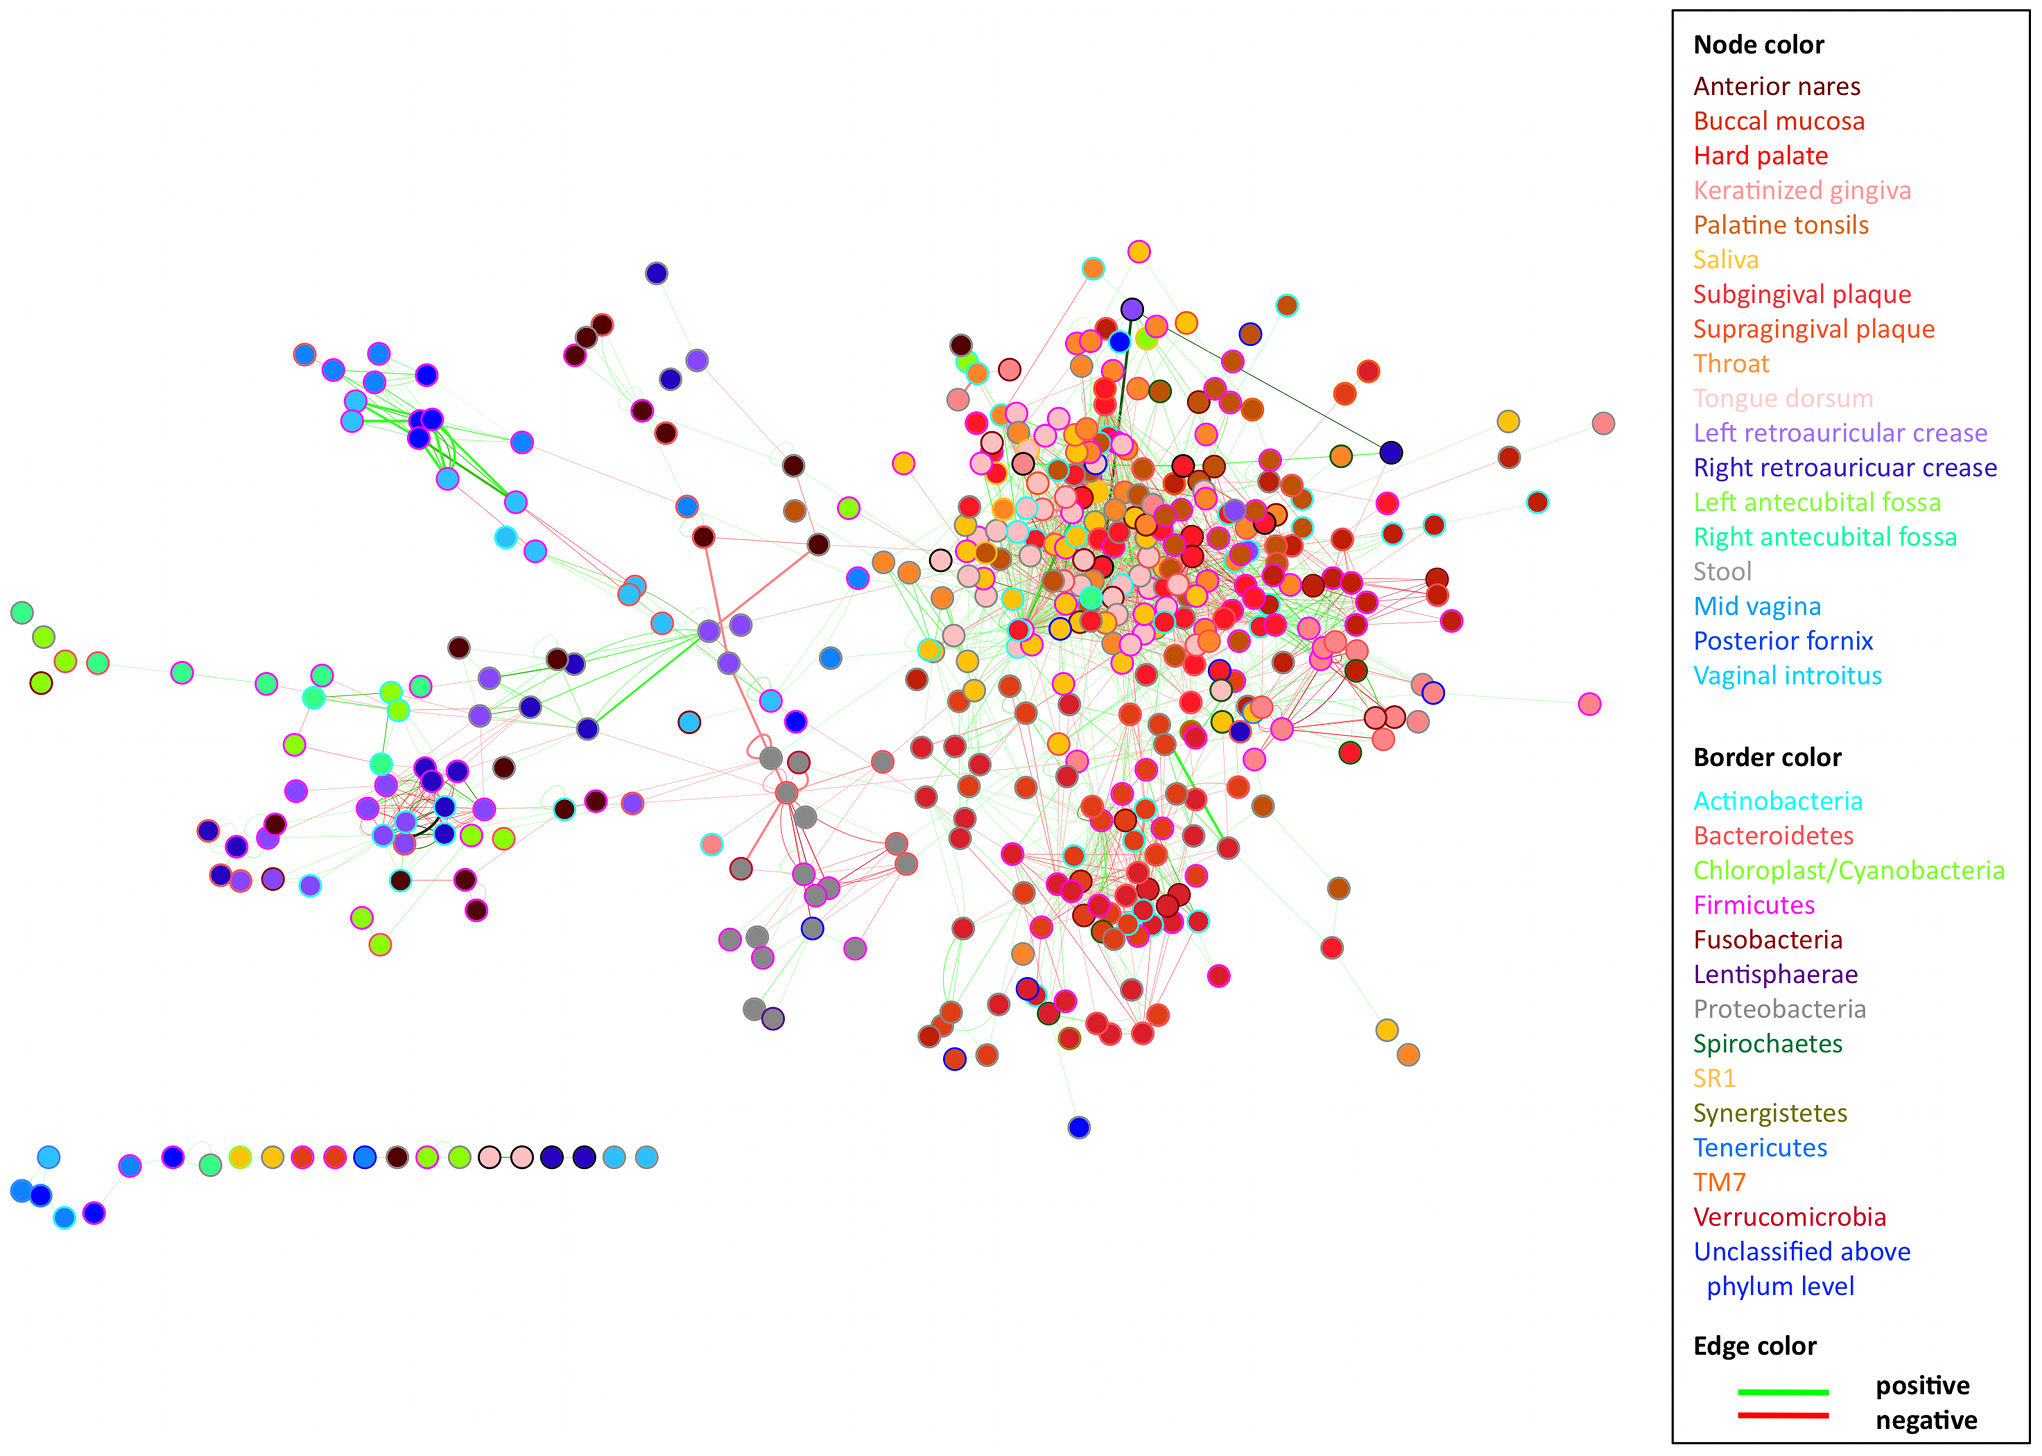 Node color
Anterior nares
Buccal mucosa
Hard palate
Keratinized gingiva
Palatine tonsils
Saliva
Subgingival plaque
Supragingival plaque
Throat
Tongue dorsum
Left retroauricular crease
Right retroauricuar crease
Left antecubital fossa
Right antecubital fossa
Stool
Mid vagina
Posterior fornix
Vaginal introitus
Border color
Actinobacteria
Bacteroidetes
Chloroplast/Cyanobacteria
Firmicutes
Fusobacteria
Lentisphaerae
Proteobacteria
Spirochaetes
SR1
Synergistetes
Tenericutes
TM7
Verrucomicrobia
Unclassified above
phylum level
Edge color
positive
negative